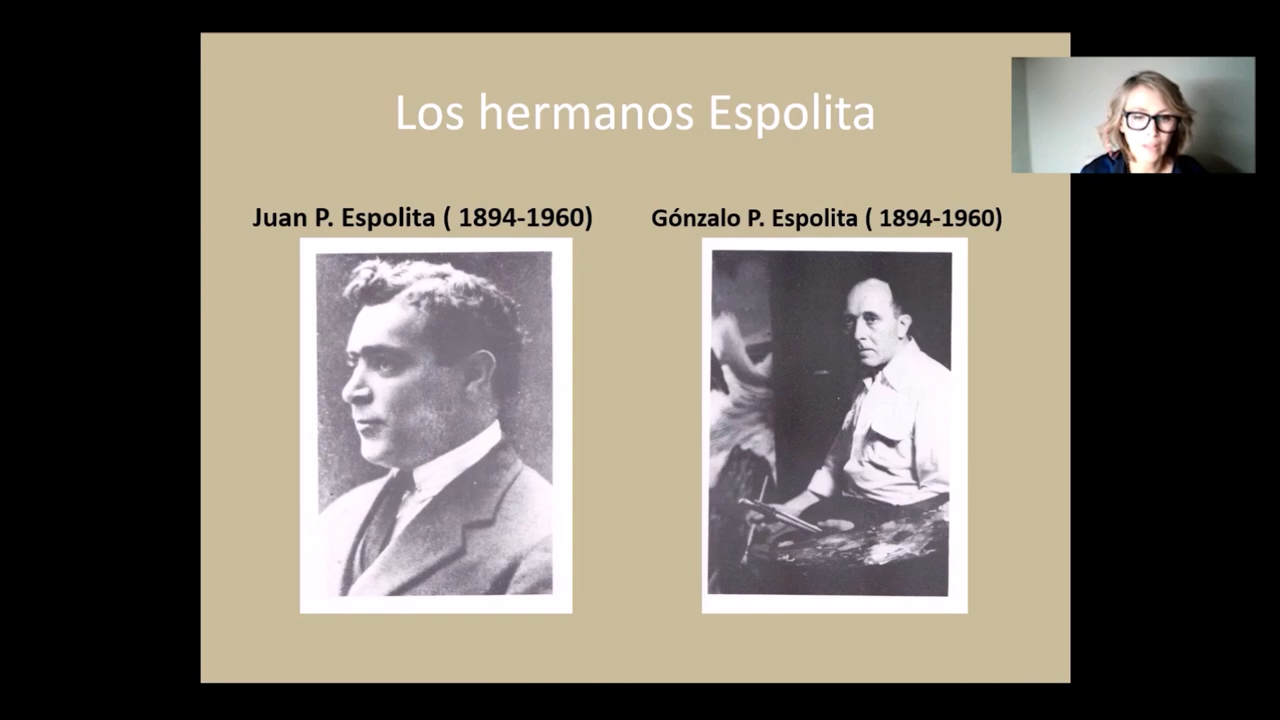 Los hermanos Espolita
Juan P. Espolita ( 1894-1960)
Gónzalo P. Espolita ( 1894-1960)